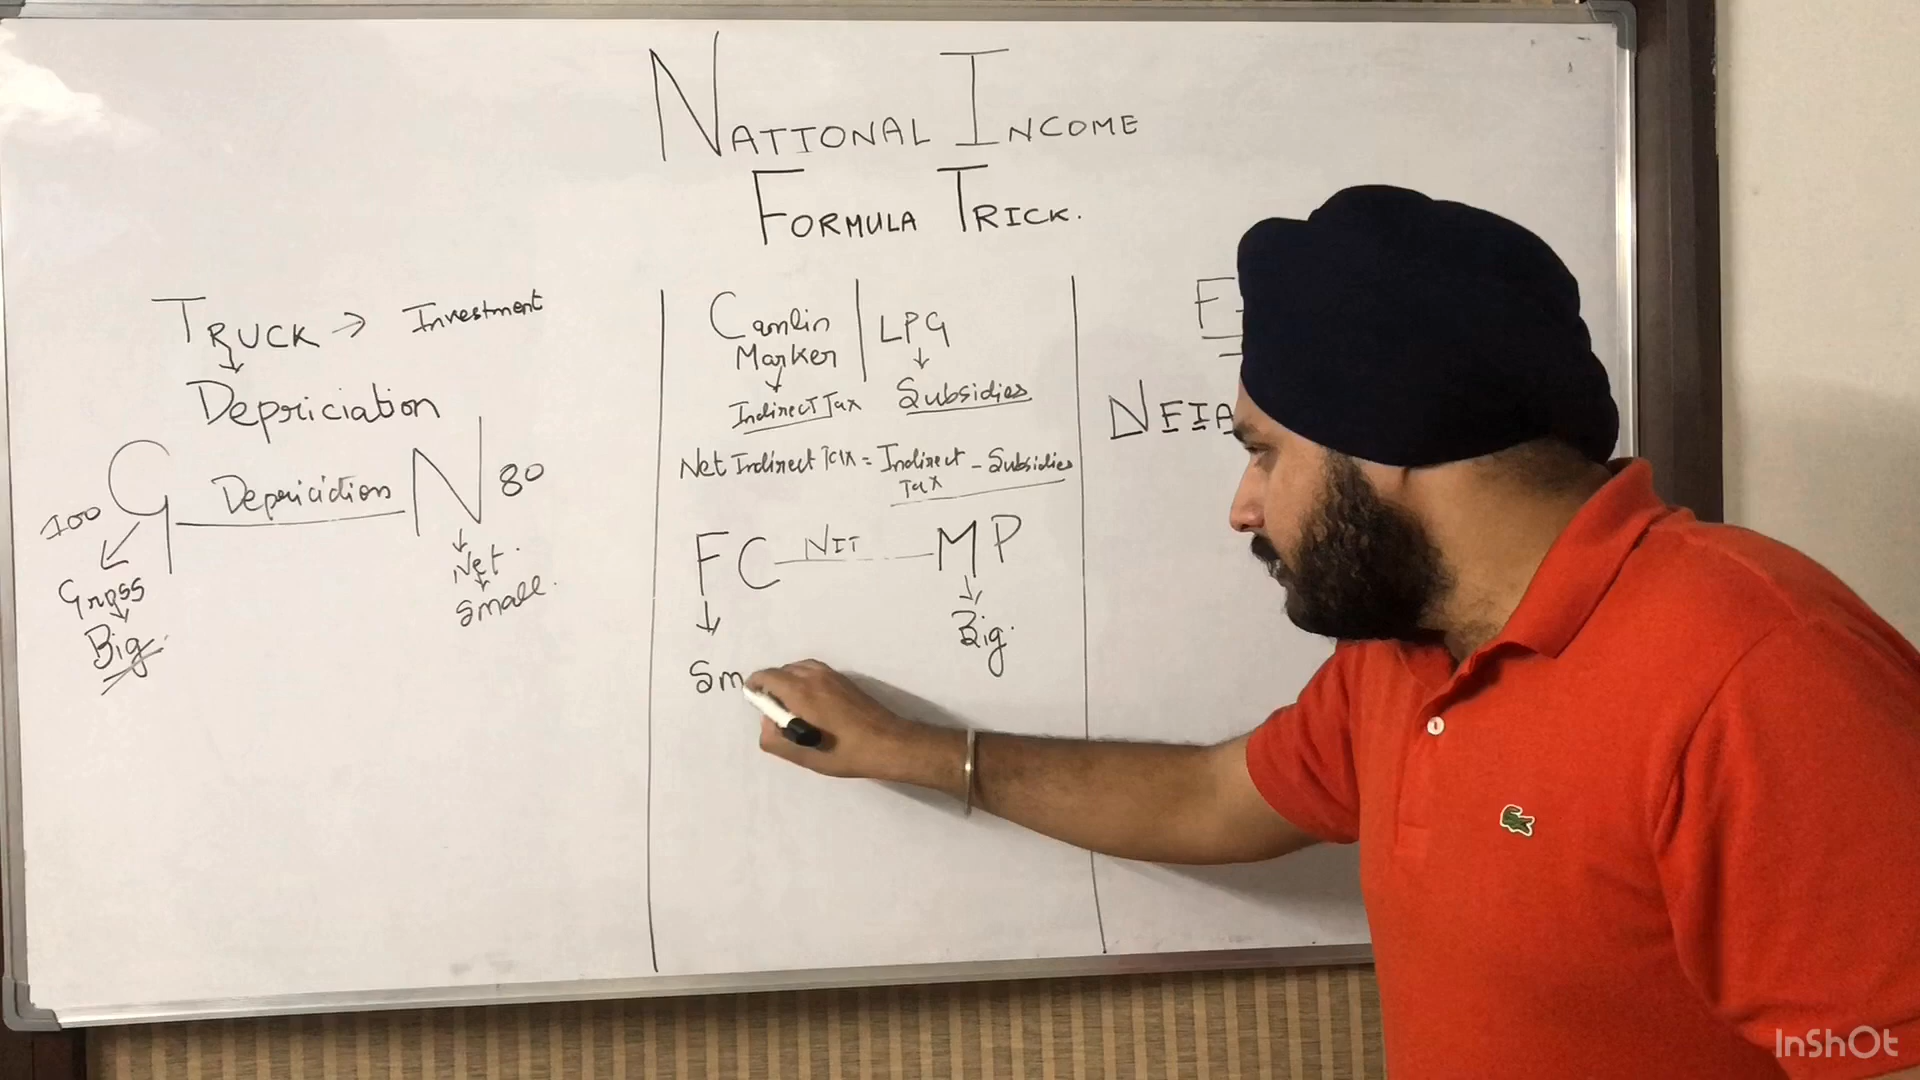 NATIONAL INCOME
FORMULA TRICK.
TRUCK → Investment
Depriciation
100 G Depricidion N 80
Gross
Big.
Net.
Small.
Camlin
Marker
Indirect Tax
LPG
Subsidies
Net Indirect Tax = Indirect Tax - Subsidies
FC NIT MP
Big.
Sm
F
NFIA
InShOt